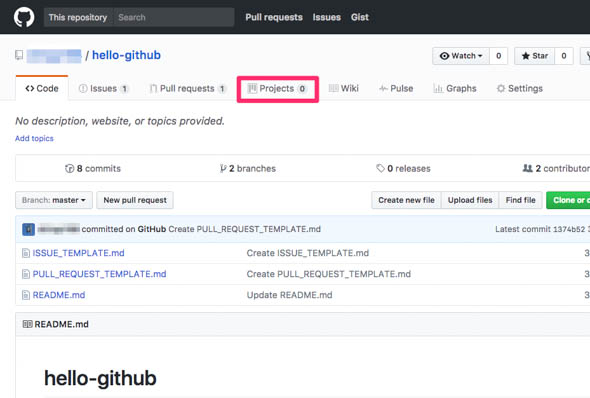 This repository Search Pull requests Issues Gist
/ hello-github Watch 0 Star 0
Code Issues 1 Pull requests 1 Projects 0 Wiki Pulse Graphs Settings
No description, website, or topics provided.
Add topics
8 commits 2 branches 0 releases 2 contributor
Branch: master New pull request Create new file Upload files Find file Clone or
committed on GitHub Create PULL_REQUEST_TEMPLATE.md Latest commit 1374b52 3
ISSUE_TEMPLATE.md Create ISSUE_TEMPLATE.md 3
PULL_REQUEST_TEMPLATE.md Create PULL_REQUEST_TEMPLATE.md 3
README.md Update README.md 3
README.md
hello-github